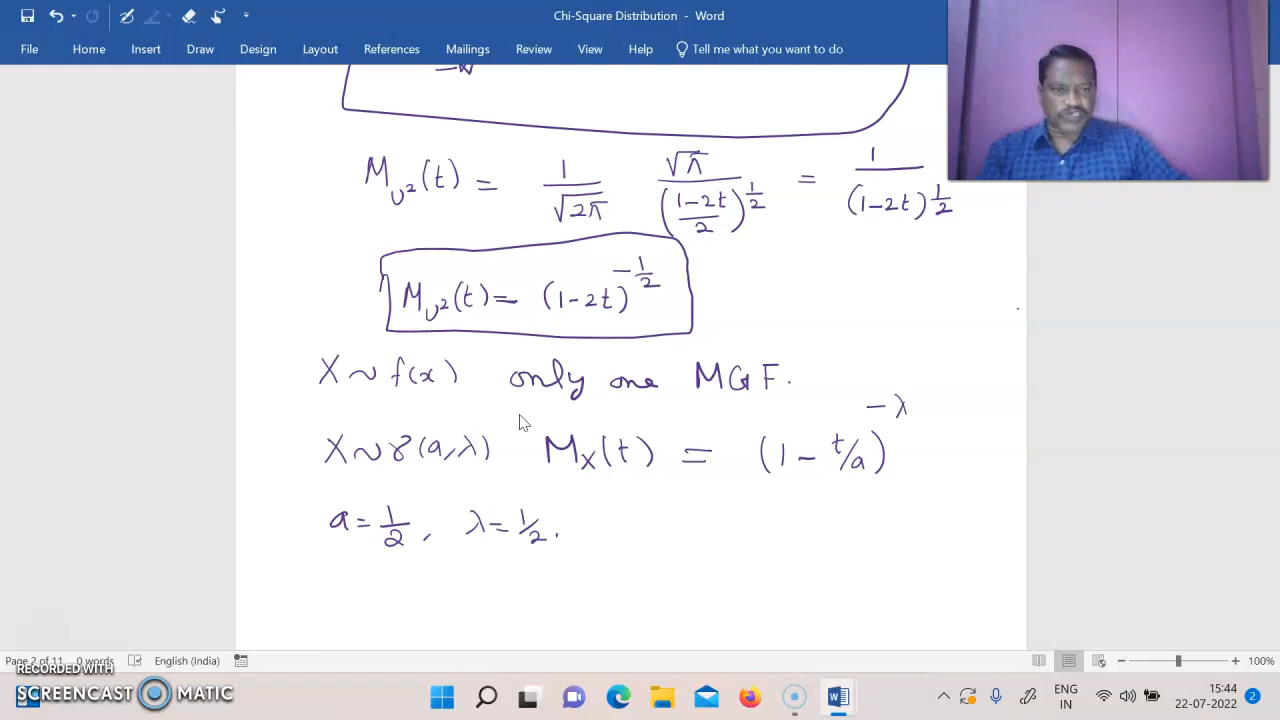 Chi-Square Distribution - Word
File Home Insert Draw Design Layout References Mailings Review View Help Tell me what you want to do
M_{U²}(t) = 1/√2π √π/((1-2t)/2)^{1/2} = 1/(1-2t)^{1/2}
M_{U²}(t) = (1-2t)^{-1/2}
X ~ f(x) only one MGF.
X ~ γ(a, λ) M_X(t) = (1 - t/a)^{-λ}
a = 1/2, λ = 1/2.
Page 2 of 11 0 words English (India) 100%
RECORDED WITH
SCREENCAST MATIC
ENG
IN
15:44
22-07-2022